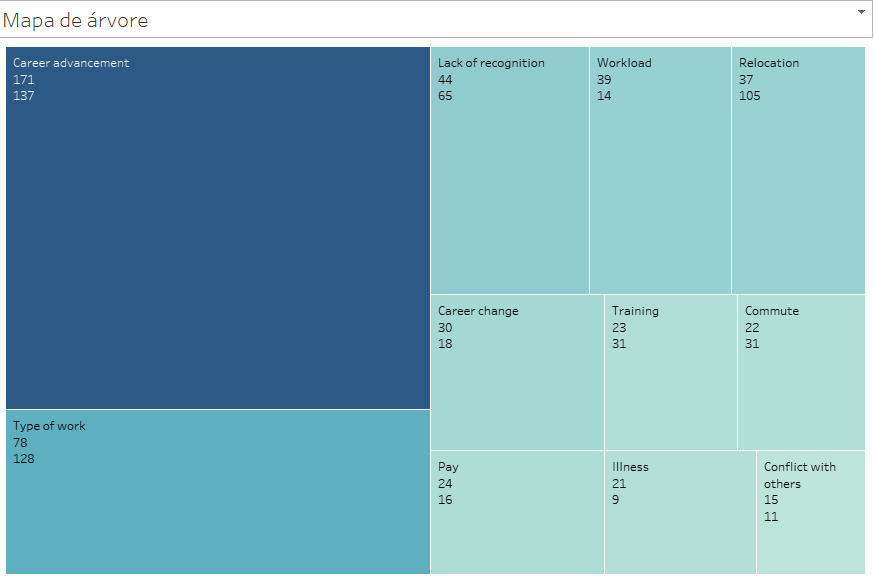 Mapa de árvore
Career advancement
171
137
Type of work
78
128
Lack of recognition
44
65
Workload
39
14
Relocation
37
105
Career change
30
18
Training
23
31
Commute
22
31
Pay
24
16
Illness
21
9
Conflict with
others
15
11